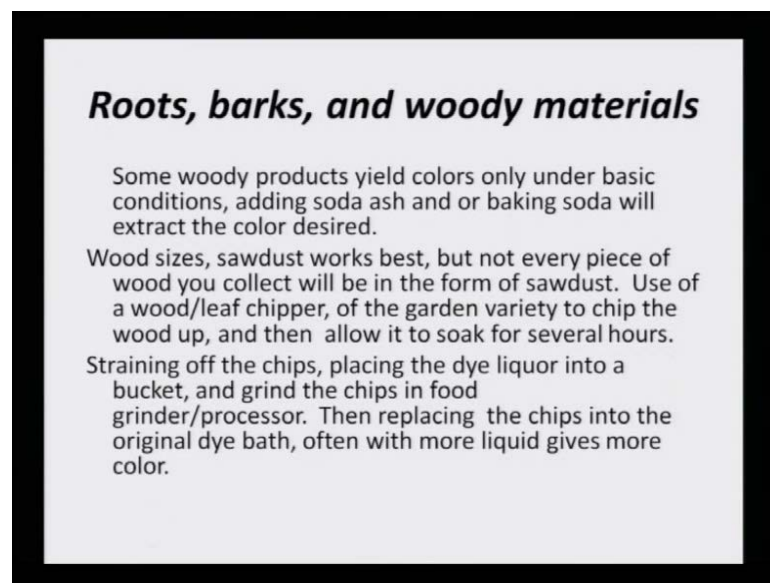 Roots, barks, and woody materials
Some woody products yield colors only under basic
conditions, adding soda ash and or baking soda will
extract the color desired.
Wood sizes, sawdust works best, but not every piece of
wood you collect will be in the form of sawdust.  Use of
a wood/leaf chipper, of the garden variety to chip the
wood up, and then  allow it to soak for several hours.
Straining off the chips, placing the dye liquor into a
bucket, and grind the chips in food
grinder/processor.  Then replacing  the chips into the
original dye bath, often with more liquid gives more
color.